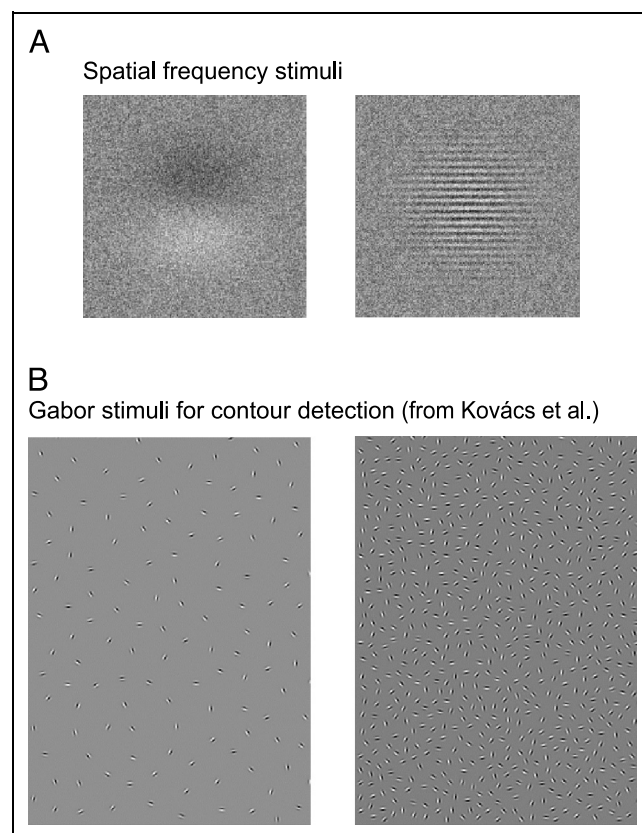 A
Spatial frequency stimuli
B
Gabor stimuli for contour detection (from Kovács et al.)